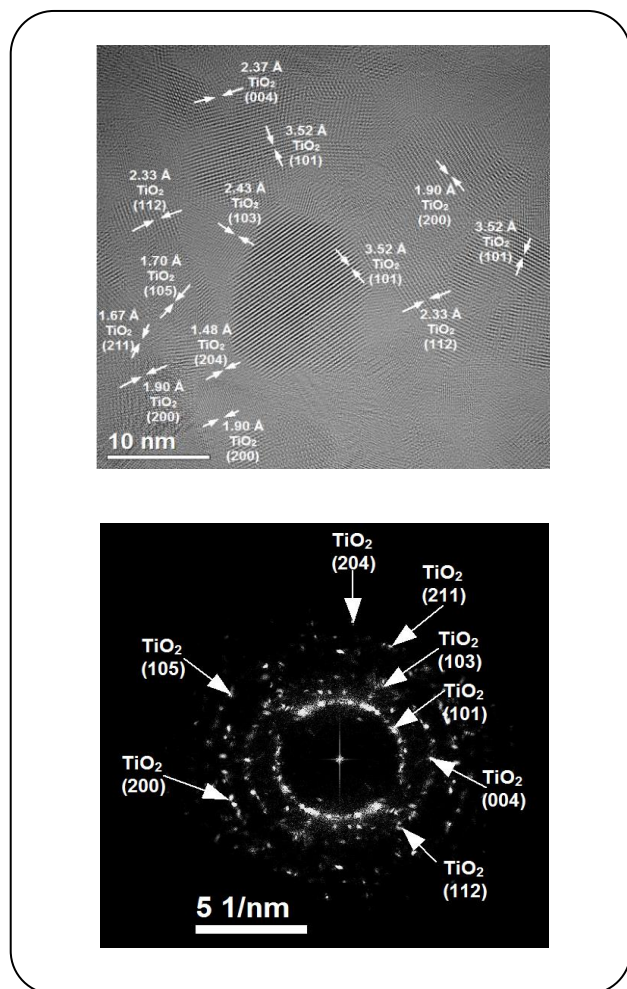 2.37 Å
TiO₂
(004)
3.52 Å
TiO₂
(101)
2.33 Å
TiO₂
(112)
2.43 Å
TiO₂
(103)
1.90 Å
TiO₂
(200)
3.52 Å
TiO₂
(101)
3.52 Å
TiO₂
(101)
1.70 Å
TiO₂
(105)
1.67 Å
TiO₂
(211)
1.48 Å
TiO₂
(204)
2.33 Å
TiO₂
(112)
1.90 Å
TiO₂
(200)
1.90 Å
TiO₂
(200)
10 nm
TiO₂
(204)
TiO₂
(211)
TiO₂
(103)
TiO₂
(105)
TiO₂
(101)
TiO₂
(200)
TiO₂
(004)
TiO₂
(112)
5 1/nm